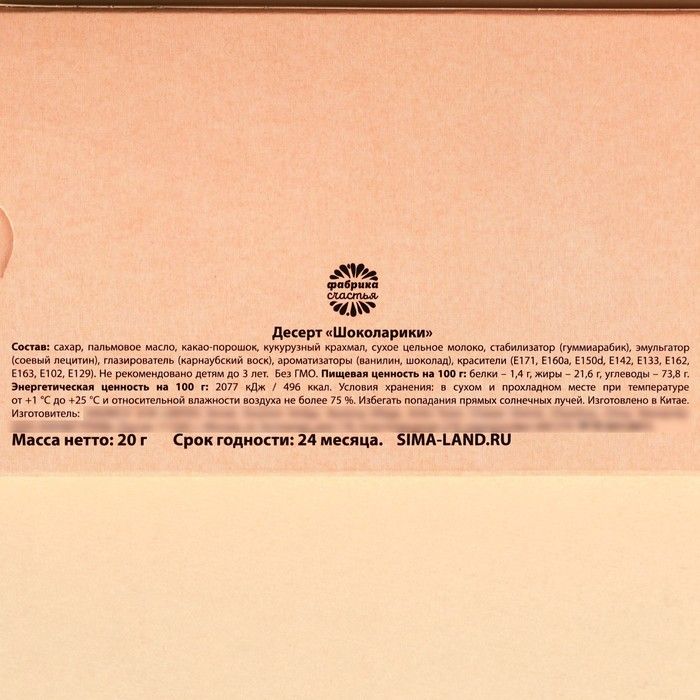 фабрика
счастья
Десерт «Шоколарики»
Состав: сахар, пальмовое масло, какао-порошок, кукурузный крахмал, сухое цельное молоко, стабилизатор (гуммиарабик), эмульгатор
(соевый лецитин), глазирователь (карнаубский воск), ароматизаторы (ванилин, шоколад), красители (E171, E160a, E150d, E142, E133, E162,
E163, E102, E129). Не рекомендовано детям до 3 лет. Без ГМО. Пищевая ценность на 100 г: белки – 1,4 г, жиры – 21,6 г, углеводы – 73,8 г.
Энергетическая ценность на 100 г: 2077 кДж / 496 ккал. Условия хранения: в сухом и прохладном месте при температуре
от +1 °С до +25 °С и относительной влажности воздуха не более 75 %. Избегать попадания прямых солнечных лучей. Изготовлено в Китае.
Изготовитель:
Масса нетто: 20 г Срок годности: 24 месяца. SIMA-LAND.RU